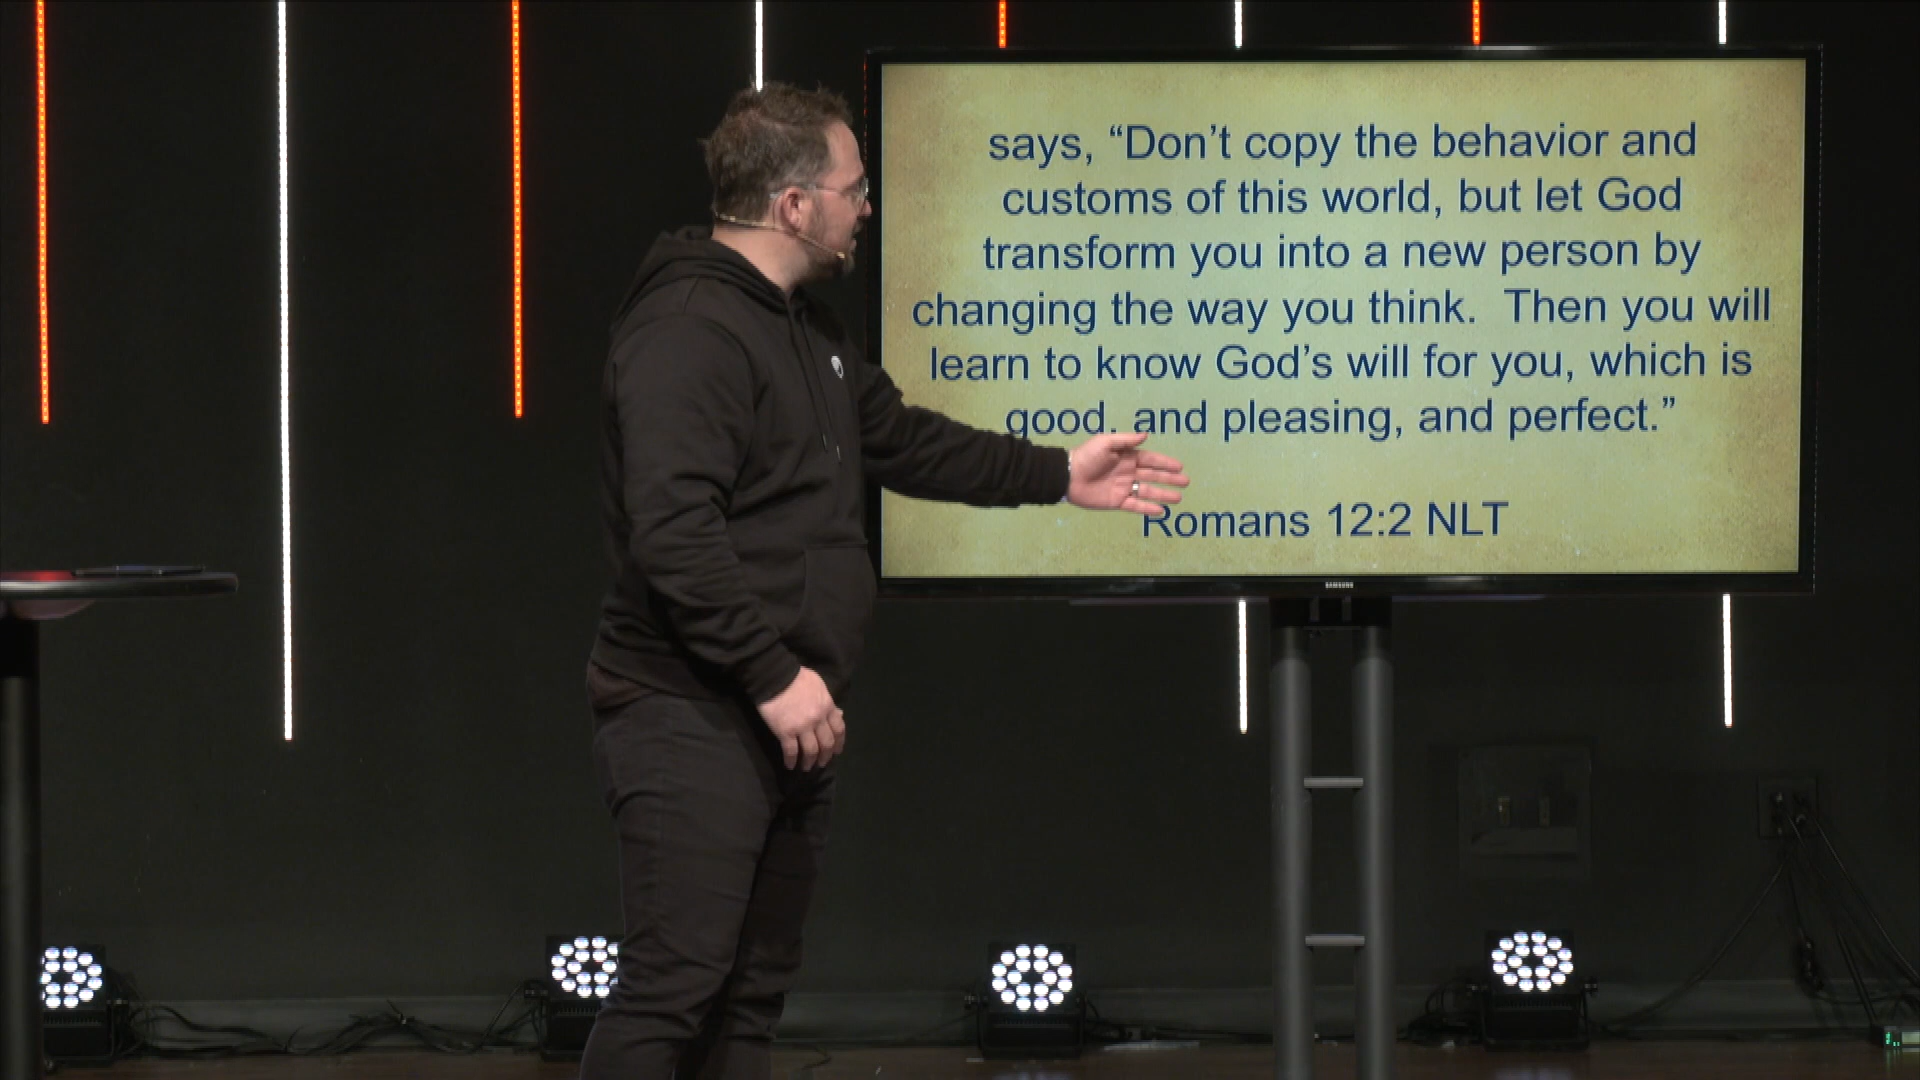 says, “Don’t copy the behavior and
customs of this world, but let God
transform you into a new person by
changing the way you think.  Then you will
learn to know God’s will for you, which is
good, and pleasing, and perfect.”
Romans 12:2 NLT
SAMSUNG